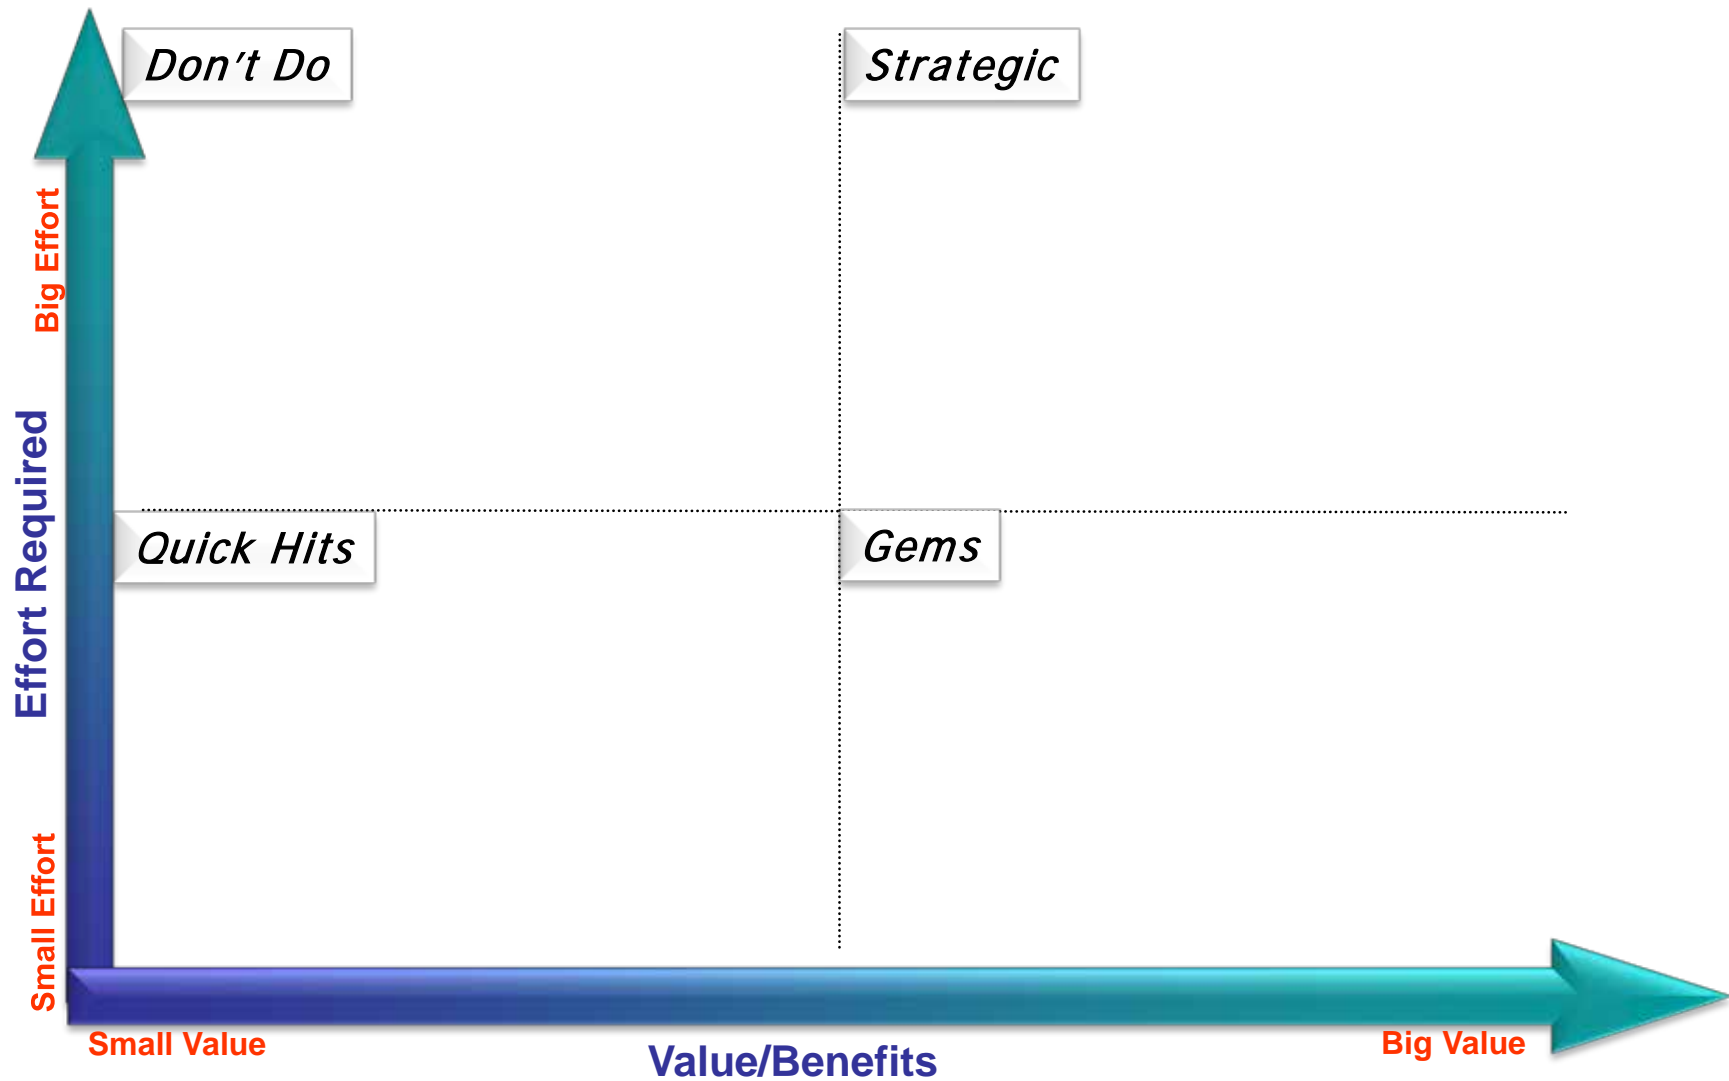 Don't Do
Strategic
Big Effort
Effort Required
Quick Hits
Gems
Small Effort
Small Value
Value/Benefits
Big Value